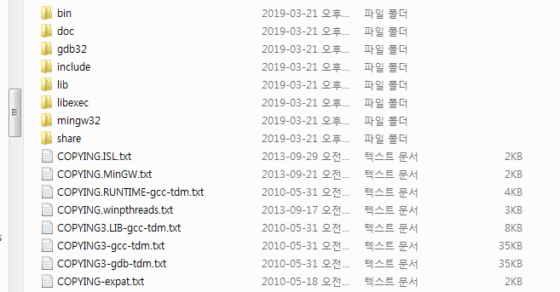 bin 2019-03-21 오후... 파일 폴더
doc 2019-03-21 오후... 파일 폴더
gdb32 2019-03-21 오후... 파일 폴더
include 2019-03-21 오후... 파일 폴더
lib 2019-03-21 오후... 파일 폴더
libexec 2019-03-21 오후... 파일 폴더
mingw32 2019-03-21 오후... 파일 폴더
share 2019-03-21 오후... 파일 폴더
COPYING.ISL.txt 2013-09-29 오전... 텍스트 문서 2KB
COPYING.MinGW.txt 2013-09-21 오전... 텍스트 문서 2KB
COPYING.RUNTIME-gcc-tdm.txt 2010-05-31 오전... 텍스트 문서 4KB
COPYING.winpthreads.txt 2013-09-17 오전... 텍스트 문서 3KB
COPYING3.LIB-gcc-tdm.txt 2010-05-31 오전... 텍스트 문서 8KB
COPYING3-gcc-tdm.txt 2010-05-31 오전... 텍스트 문서 35KB
COPYING3-gdb-tdm.txt 2010-05-31 오전... 텍스트 문서 35KB
COPYING-expat.txt 2010-05-18 오전... 텍스트 문서 2KB